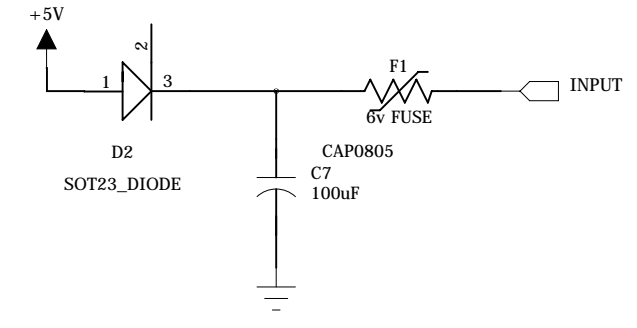 +5V
2
1
3
F1
INPUT
6v FUSE
D2
CAP0805
C7
SOT23_DIODE
100uF